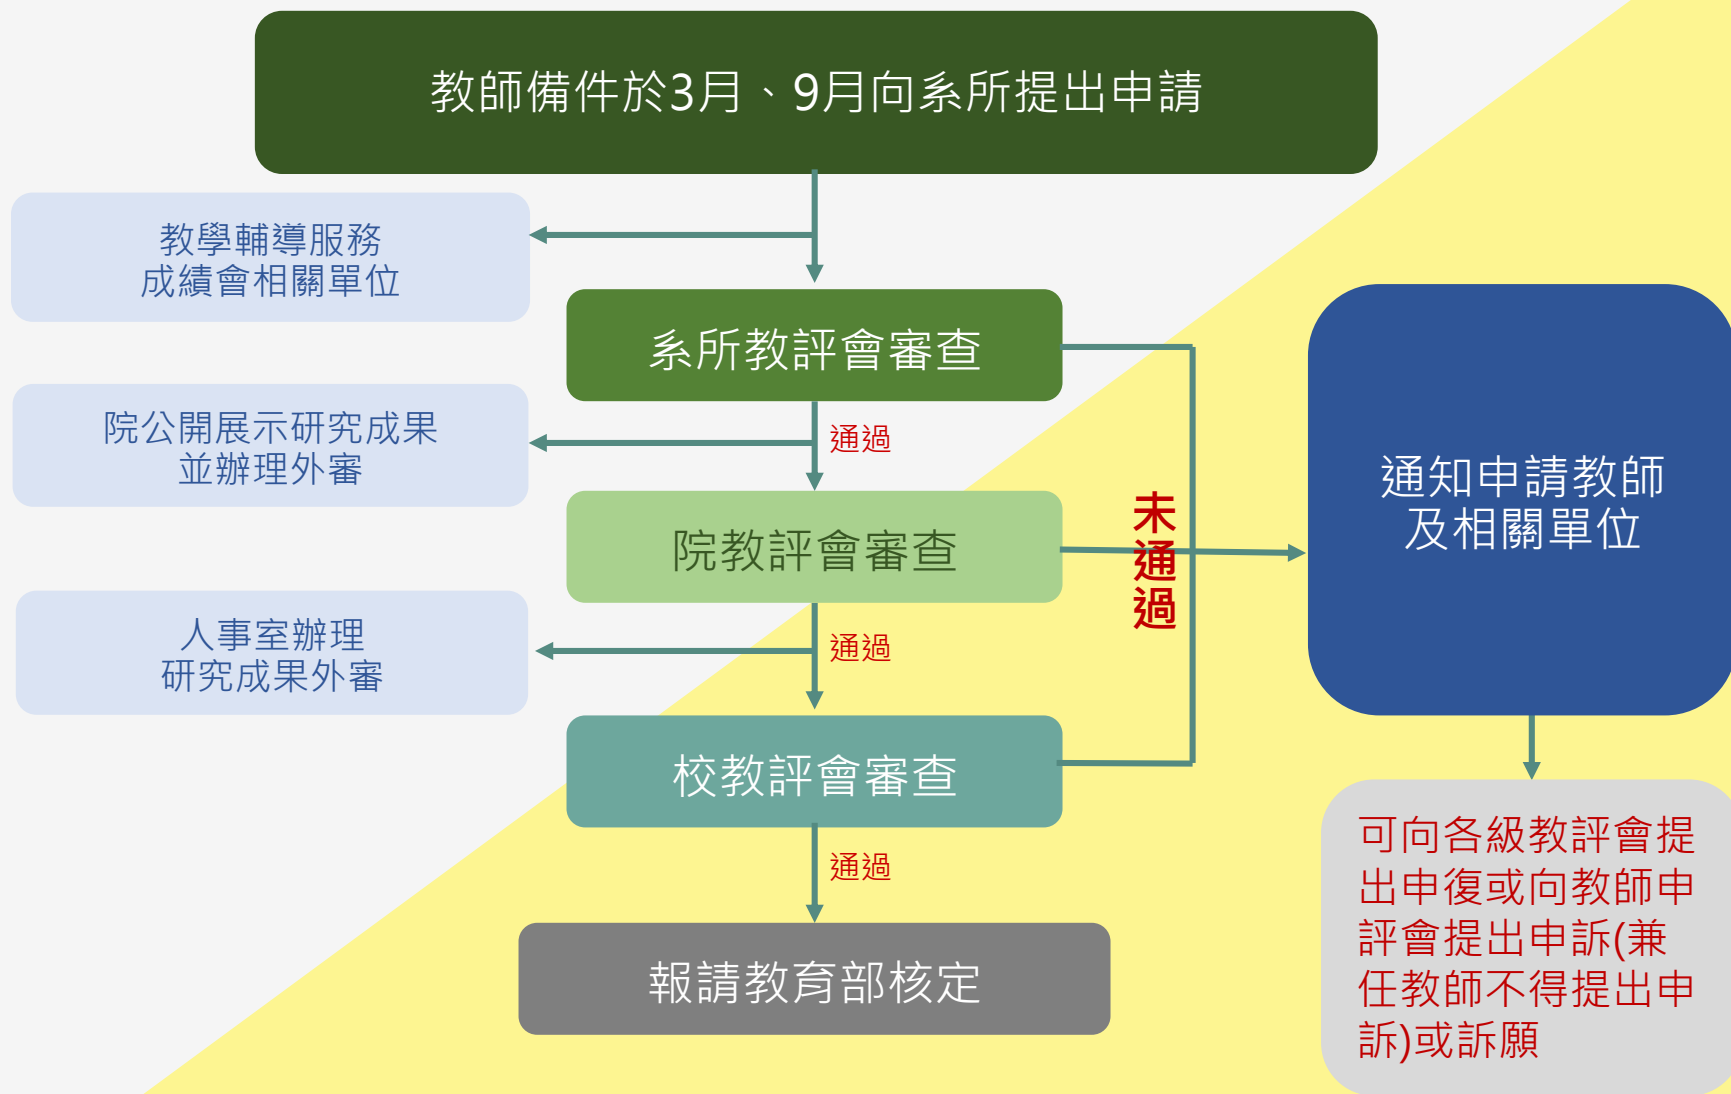 教師備件於3月、9月向系所提出申請
教學輔導服務
成績會相關單位
系所教評會審查
通過
院公開展示研究成果
並辦理外審
院教評會審查
未通過
通知申請教師
及相關單位
通過
人事室辦理
研究成果外審
校教評會審查
通過
報請教育部核定
可向各級教評會提
出申復或向教師申
評會提出申訴(兼
任教師不得提出申
訴)或訴願